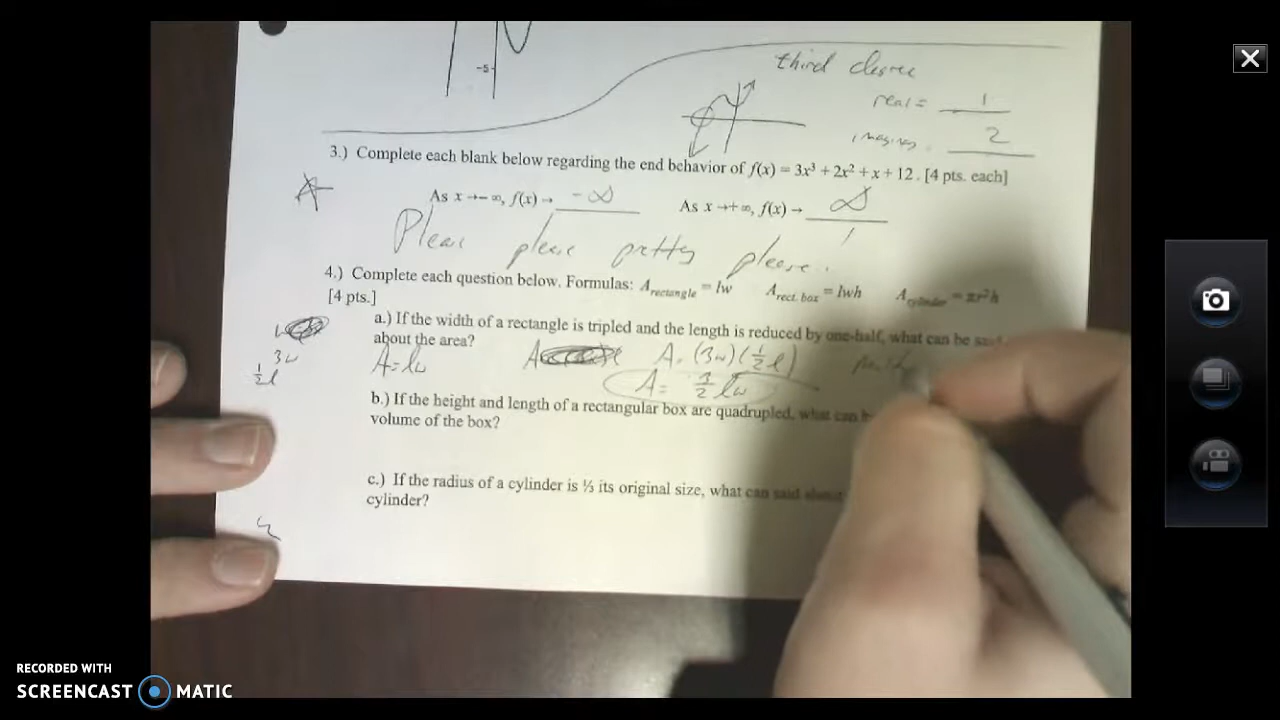 -5
third degree
real = 1
2
3.) Complete each blank below regarding the end behavior of f(x) = 3x³ + 2x² + x + 12. [4 pts. each]
As x→-∞, f(x)→ -∞ As x→+∞, f(x)→ ∞
Please please pretty please
4.) Complete each question below. Formulas: A rectangle = lw A rect. box = lwh A cylinder = πr²h
[4 pts.]
a.) If the width of a rectangle is tripled and the length is reduced by one-half, what can be said
about the area?
3w
½l
A = lw A A = (3w)(½l)
A = 3/2 lw
b.) If the height and length of a rectangular box are quadrupled, what can
volume of the box?
c.) If the radius of a cylinder is ⅓ its original size, what can said about
cylinder?
RECORDED WITH
SCREENCAST MATIC